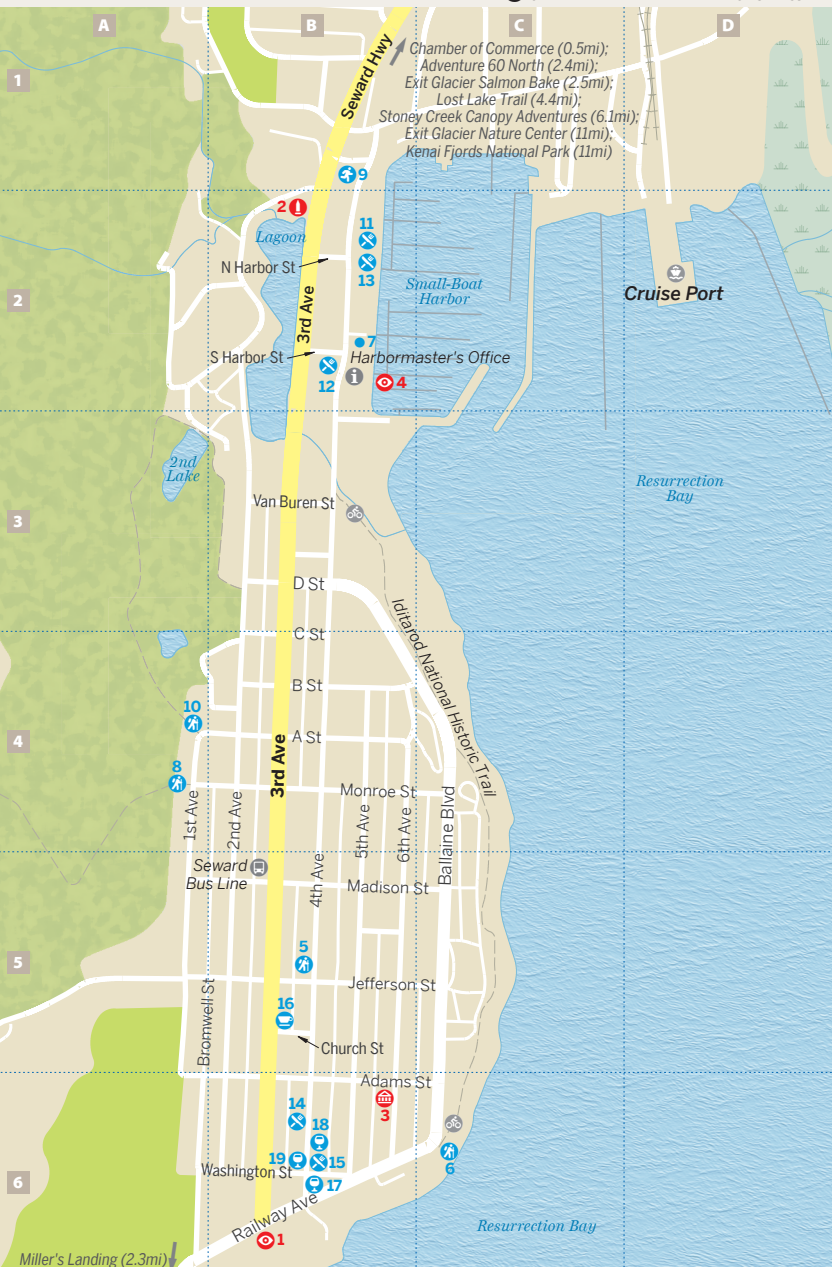 A
B
C
D
1
Seward Hwy
Chamber of Commerce (0.5mi);
Adventure 60 North (2.4mi);
Exit Glacier Salmon Bake (2.5mi);
Lost Lake Trail (4.4mi);
Stoney Creek Canopy Adventures (6.1mi);
Exit Glacier Nature Center (11mi);
Kenai Fjords National Park (11mi)
9
2
Lagoon
11
N Harbor St
13
Small-Boat
Harbor
Cruise Port
2
3rd Ave
7
S Harbor St
Harbormaster's Office
12
4
2nd
Lake
Resurrection
Bay
Van Buren St
3
D St
Iditarod National Historic Trail
C St
B St
10
A St
4
3rd Ave
8
Monroe St
1st Ave
2nd Ave
5th Ave
6th Ave
Ballaine Blvd
4th Ave
Seward
Bus Line
Madison St
5
5
Jefferson St
Bromwell St
16
Church St
Adams St
3
14
18
19
15
Washington St
6
6
17
Railway Ave
1
Resurrection Bay
Miller's Landing (2.3mi)